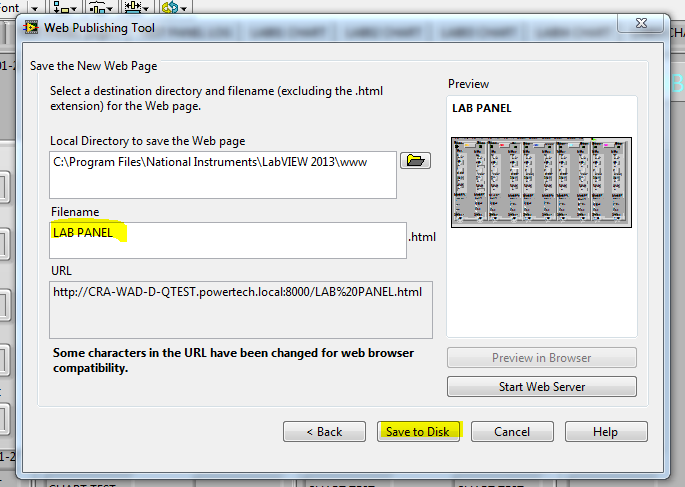 Font
Web Publishing Tool
Save the New Web Page
Select a destination directory and filename (excluding the .html
extension) for the Web page.
Local Directory to save the Web page
C:\Program Files\National Instruments\LabVIEW 2013\www
Filename
LAB PANEL
.html
URL
http://CRA-WAD-D-QTEST.powertech.local:8000/LAB%20PANEL.html
Some characters in the URL have been changed for web browser
compatibility.
Preview
LAB PANEL
Preview in Browser
Start Web Server
< Back
Save to Disk
Cancel
Help